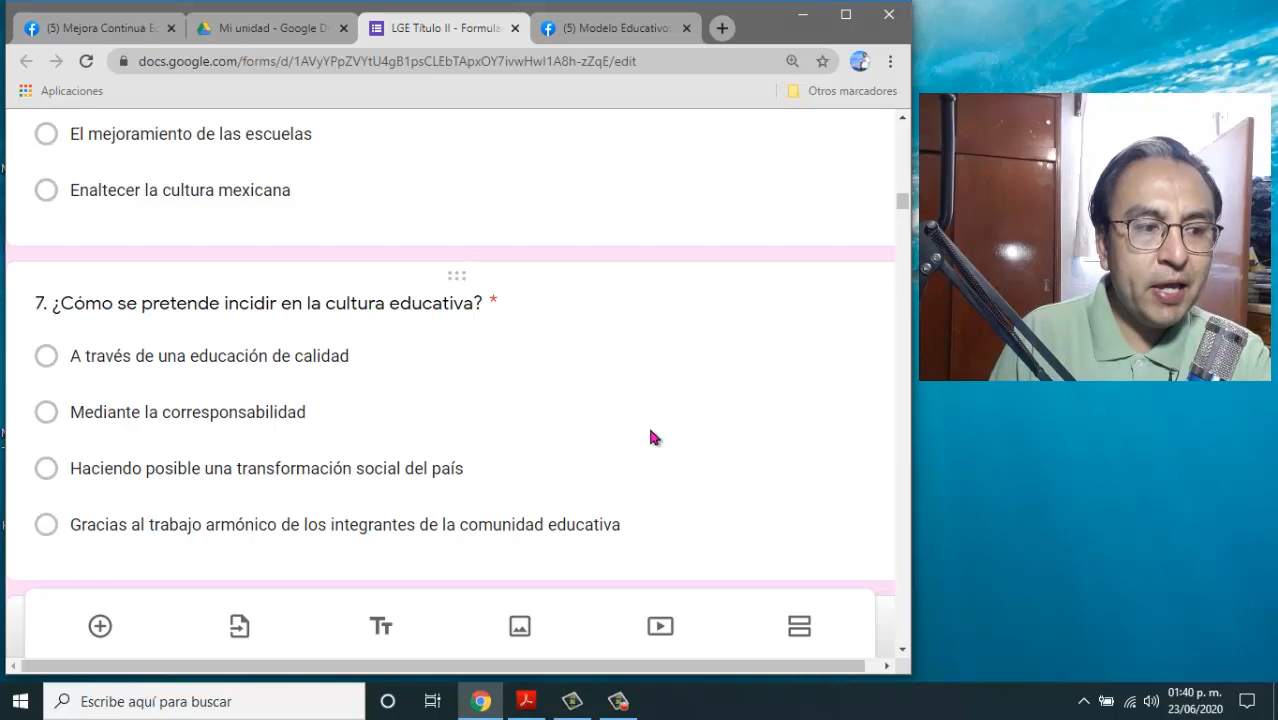 (5) Mejora Continua Ec
Mi unidad - Google Dr
LGE Título II - Formula
(5) Modelo Educativo
docs.google.com/forms/d/1AVyYPpZVYtU4gB1psCLEbTApxOY7ivwHwI1A8h-zZqE/edit
Aplicaciones
Otros marcadores
El mejoramiento de las escuelas
Enaltecer la cultura mexicana
7. ¿Cómo se pretende incidir en la cultura educativa? *
A través de una educación de calidad
Mediante la corresponsabilidad
Haciendo posible una transformación social del país
Gracias al trabajo armónico de los integrantes de la comunidad educativa
Tт
Escribe aquí para buscar
01:40 p. m.
23/06/2020